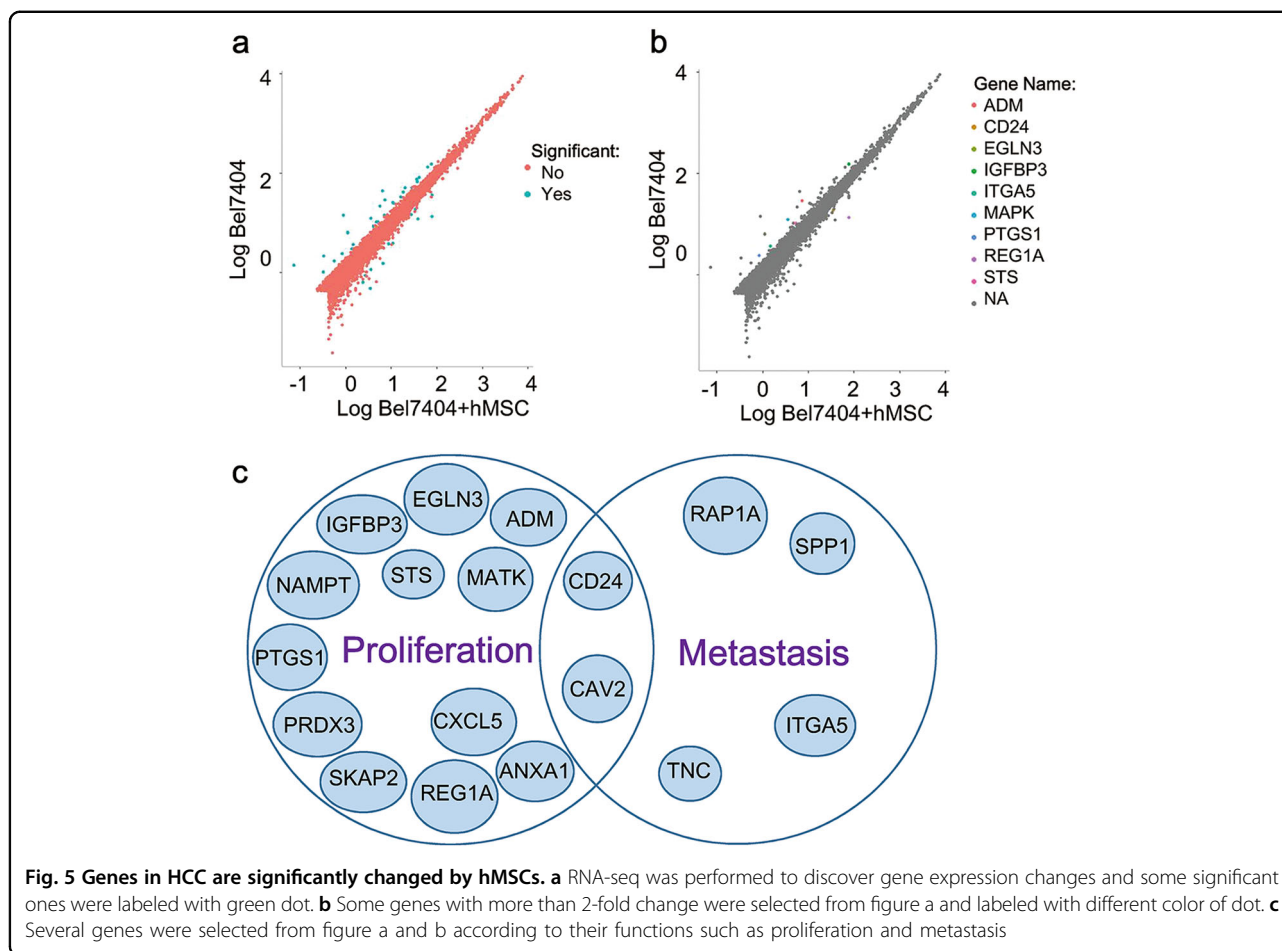 a
4
2
0
Log Bel7404
-1 0 1 2 3 4
Log Bel7404+hMSC
Significant:
No
Yes
b
4
2
0
Log Bel7404
-1 0 1 2 3 4
Log Bel7404+hMSC
Gene Name:
ADM
CD24
EGLN3
IGFBP3
ITGA5
MAPK
PTGS1
REG1A
STS
NA
c
EGLN3
IGFBP3
ADM
NAMPT
STS
MATK
PTGS1
Proliferation
PRDX3
CXCL5
SKAP2
REG1A
ANXA1
CD24
CAV2
RAP1A
SPP1
Metastasis
ITGA5
TNC
Fig. 5 Genes in HCC are significantly changed by hMSCs. a RNA-seq was performed to discover gene expression changes and some significant
ones were labeled with green dot. b Some genes with more than 2-fold change were selected from figure a and labeled with different color of dot. c
Several genes were selected from figure a and b according to their functions such as proliferation and metastasis